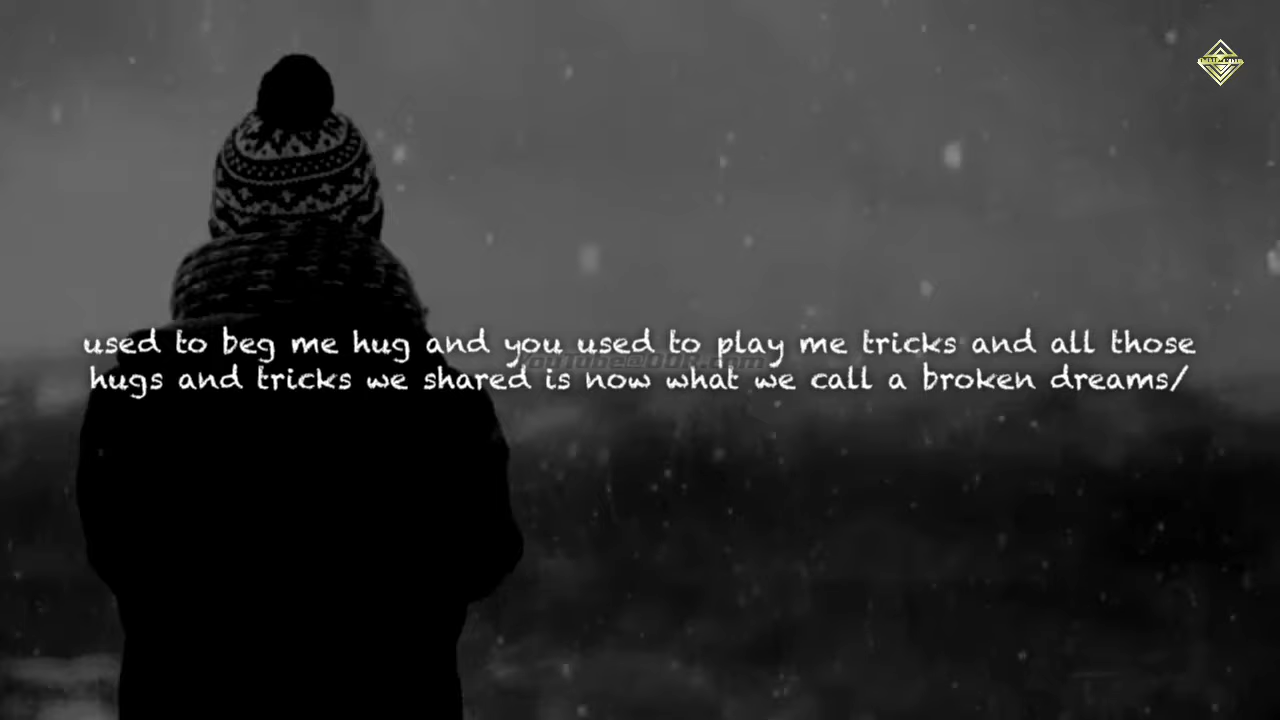 used to beg me hug and you used to play me tricks and all those
hugs and tricks we shared is now what we call a broken dreams/